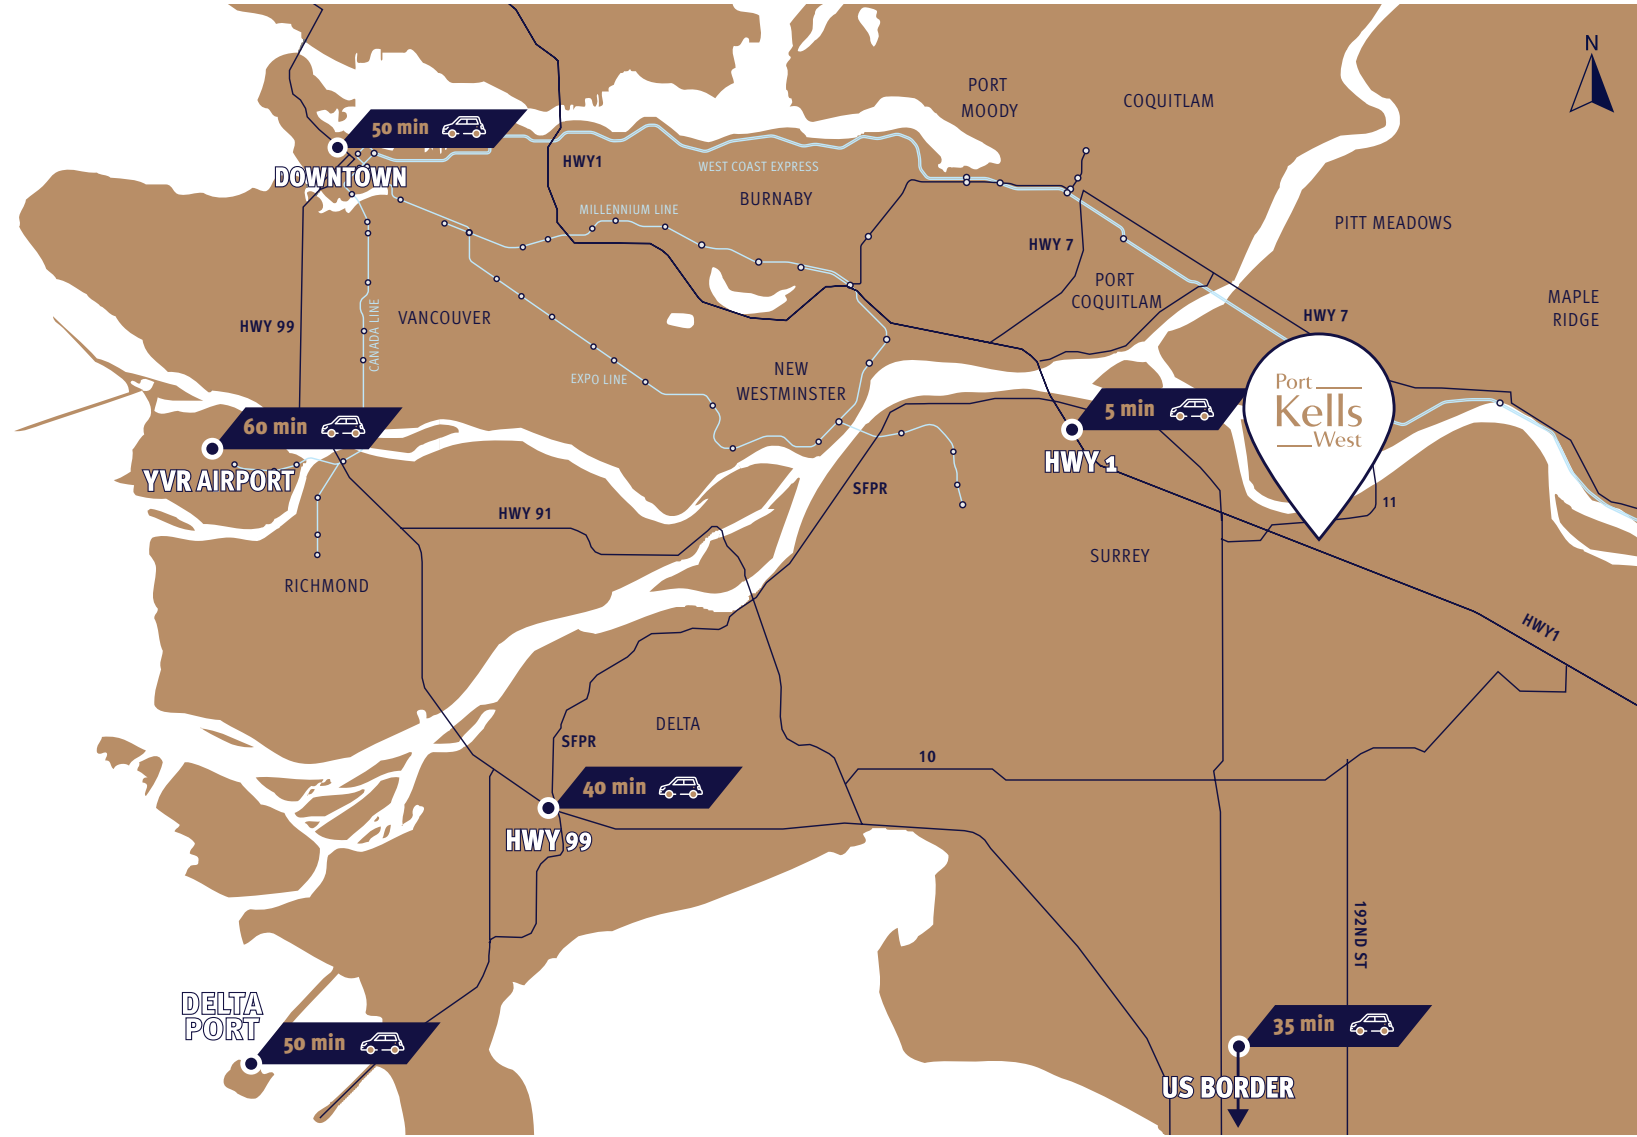 N
PORT
MOODY
COQUITLAM
50 min
DOWNTOWN
HWY1
WEST COAST EXPRESS
BURNABY
MILLENNIUM LINE
PITT MEADOWS
HWY 7
PORT
COQUITLAM
MAPLE
RIDGE
HWY 99
CANADA LINE
VANCOUVER
HWY 7
NEW
WESTMINSTER
EXPO LINE
Port
Kells
West
5 min
HWY 1
60 min
YVR AIRPORT
SFPR
11
HWY 91
SURREY
RICHMOND
HWY1
DELTA
SFPR
10
40 min
HWY 99
192ND ST
DELTA
PORT
50 min
35 min
US BORDER